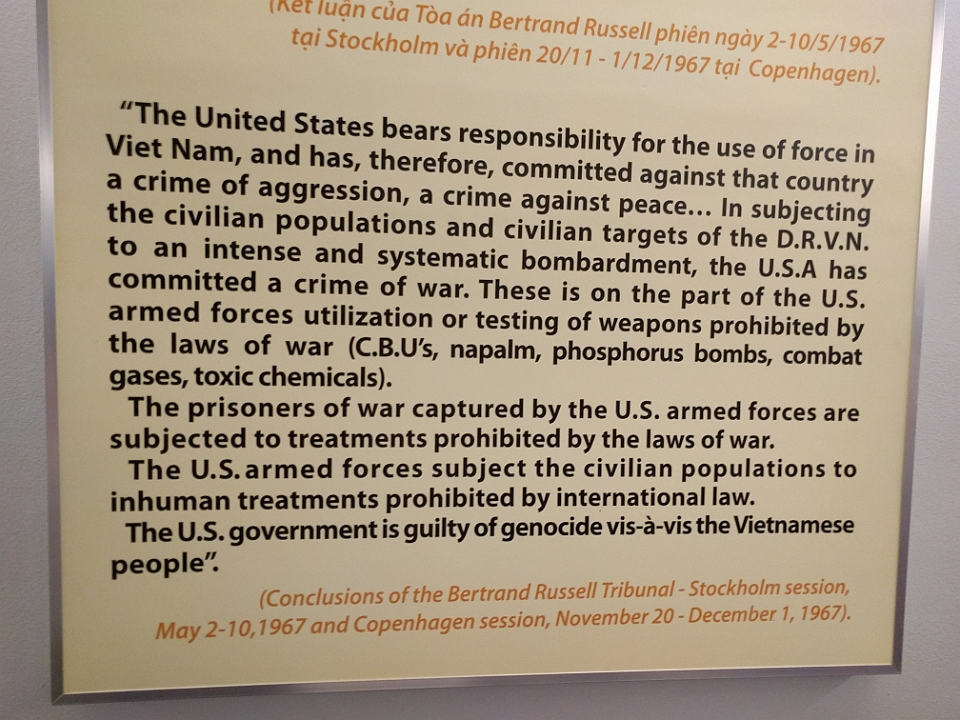 (Kết luận của Tòa án Bertrand Russell phiên ngày 2-10/5/1967
tại Stockholm và phiên 20/11 - 1/12/1967 tại Copenhagen).
“The United States bears responsibility for the use of force in
Viet Nam, and has, therefore, committed against that country
a crime of aggression, a crime against peace... In subjecting
the civilian populations and civilian targets of the D.R.V.N.
to an intense and systematic bombardment, the U.S.A has
committed a crime of war. These is on the part of the U.S.
armed forces utilization or testing of weapons prohibited by
the laws of war (C.B.U’s, napalm, phosphorus bombs, combat
gases, toxic chemicals).
The prisoners of war captured by the U.S. armed forces are
subjected to treatments prohibited by the laws of war.
The U.S. armed forces subject the civilian populations to
inhuman treatments prohibited by international law.
The U.S. government is guilty of genocide vis-à-vis the Vietnamese
people”.
(Conclusions of the Bertrand Russell Tribunal - Stockholm session,
May 2-10,1967 and Copenhagen session, November 20 - December 1, 1967).